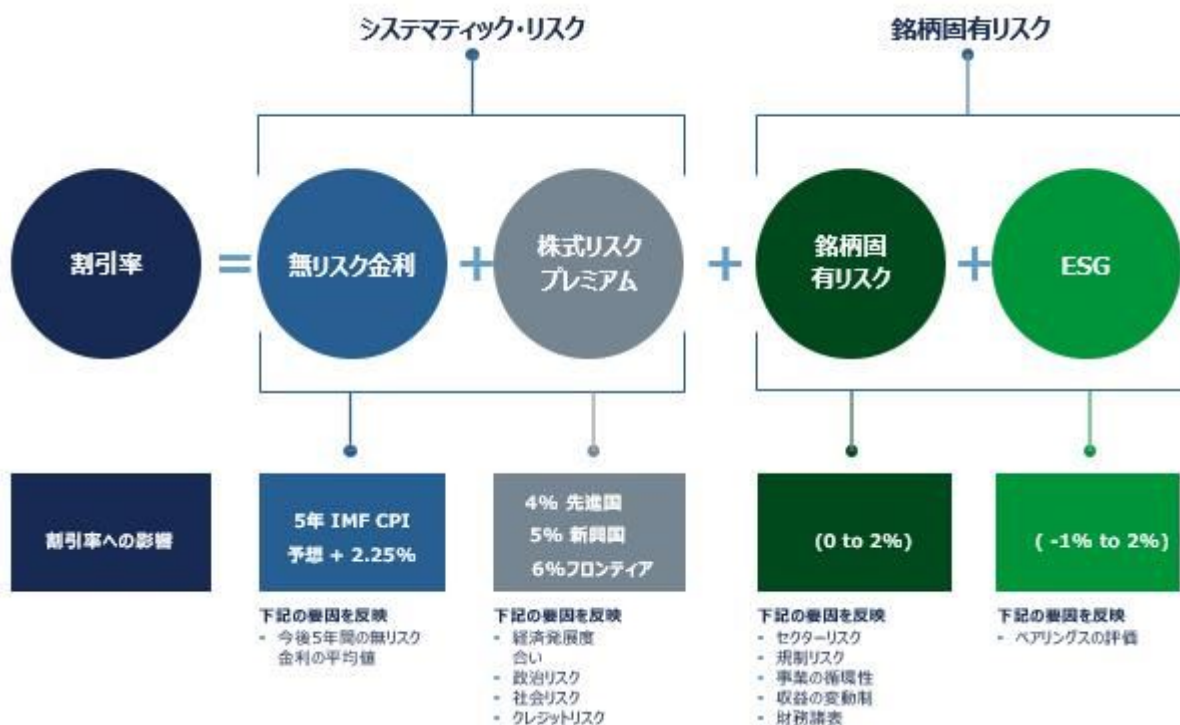 システマティック・リスク
銘柄固有リスク
割引率
=
無リスク金利
+
株式リスク
プレミアム
+
銘柄固
有リスク
+
ESG
割引率への影響
5年 IMF CPI
予想 + 2.25%
4% 先進国
5% 新興国
6%フロンティア
(0 to 2%)
( -1% to 2%)
下記の要因を反映
- 今後5年間の無リスク
金利の平均値
下記の要因を反映
- 経済発展度
合い
- 政治リスク
- 社会リスク
- クレジットリスク
下記の要因を反映
- セクターリスク
- 規制リスク
- 事業の循環性
- 収益の変動制
- 財務諸表
下記の要因を反映
- ベアリングスの評価